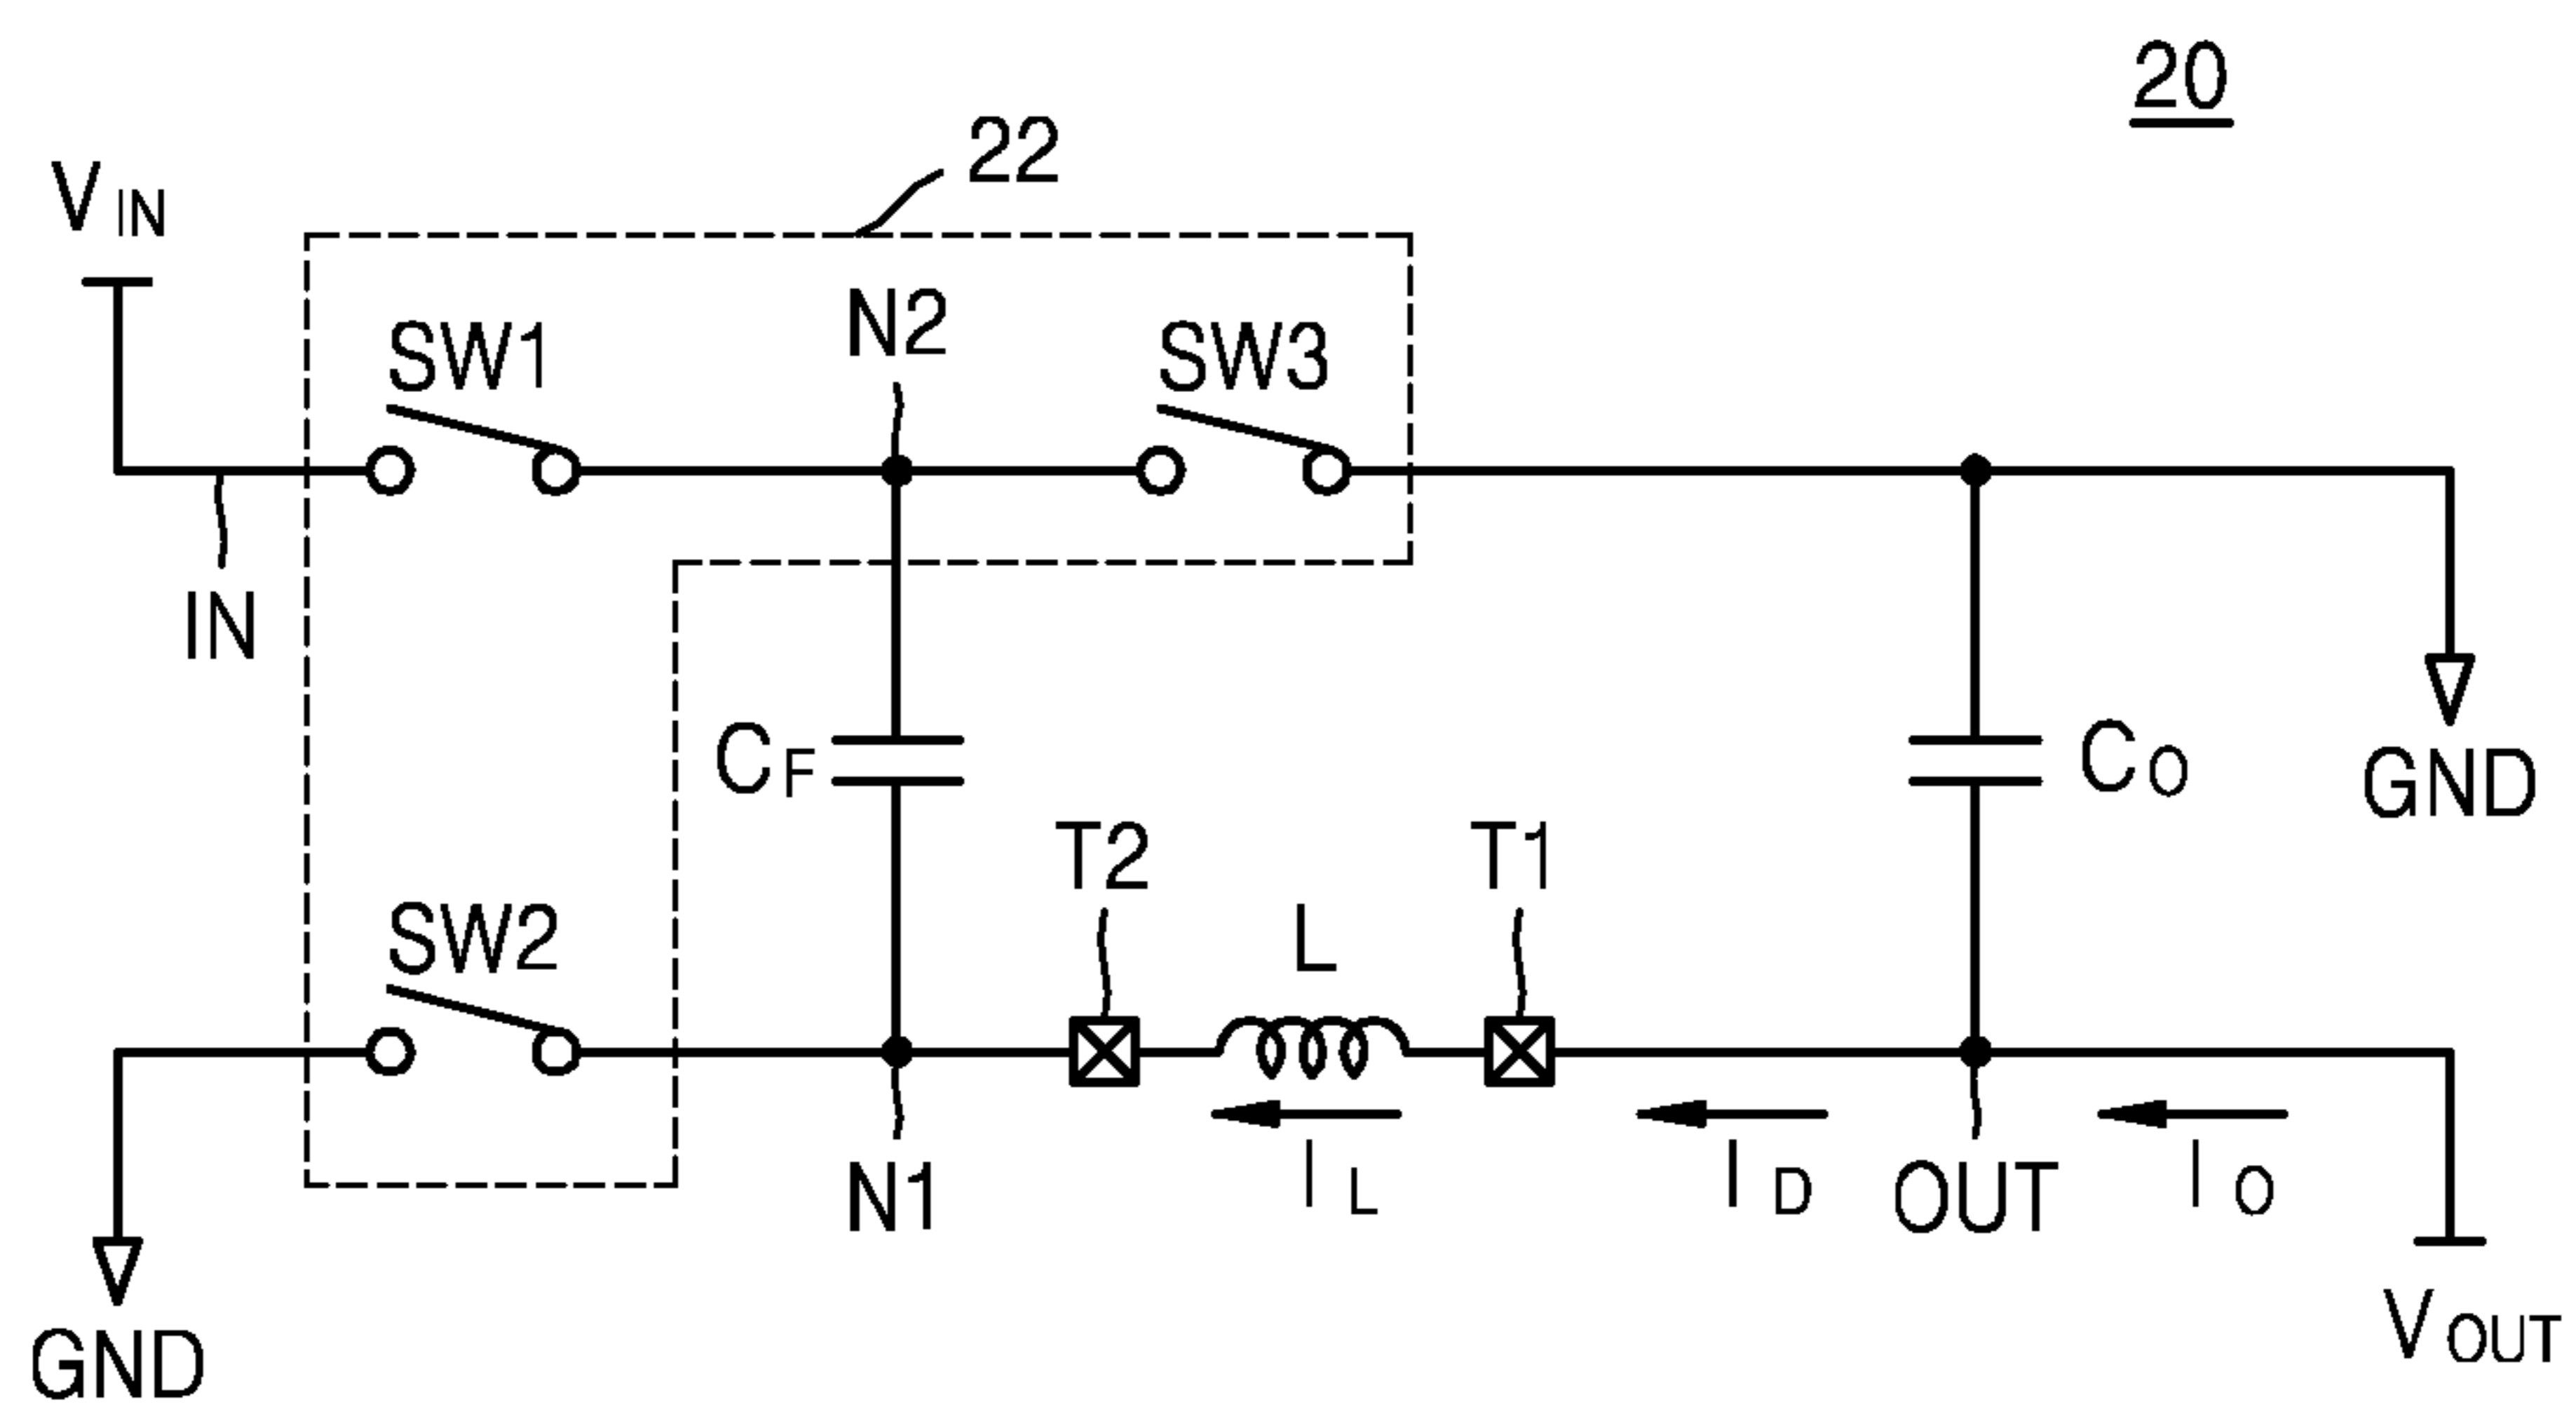 20
22
VIN
N2
SW1
SW3
IN
CF
CO
GND
T2
T1
L
SW2
IL
ID
OUT
IO
N1
VOUT
GND